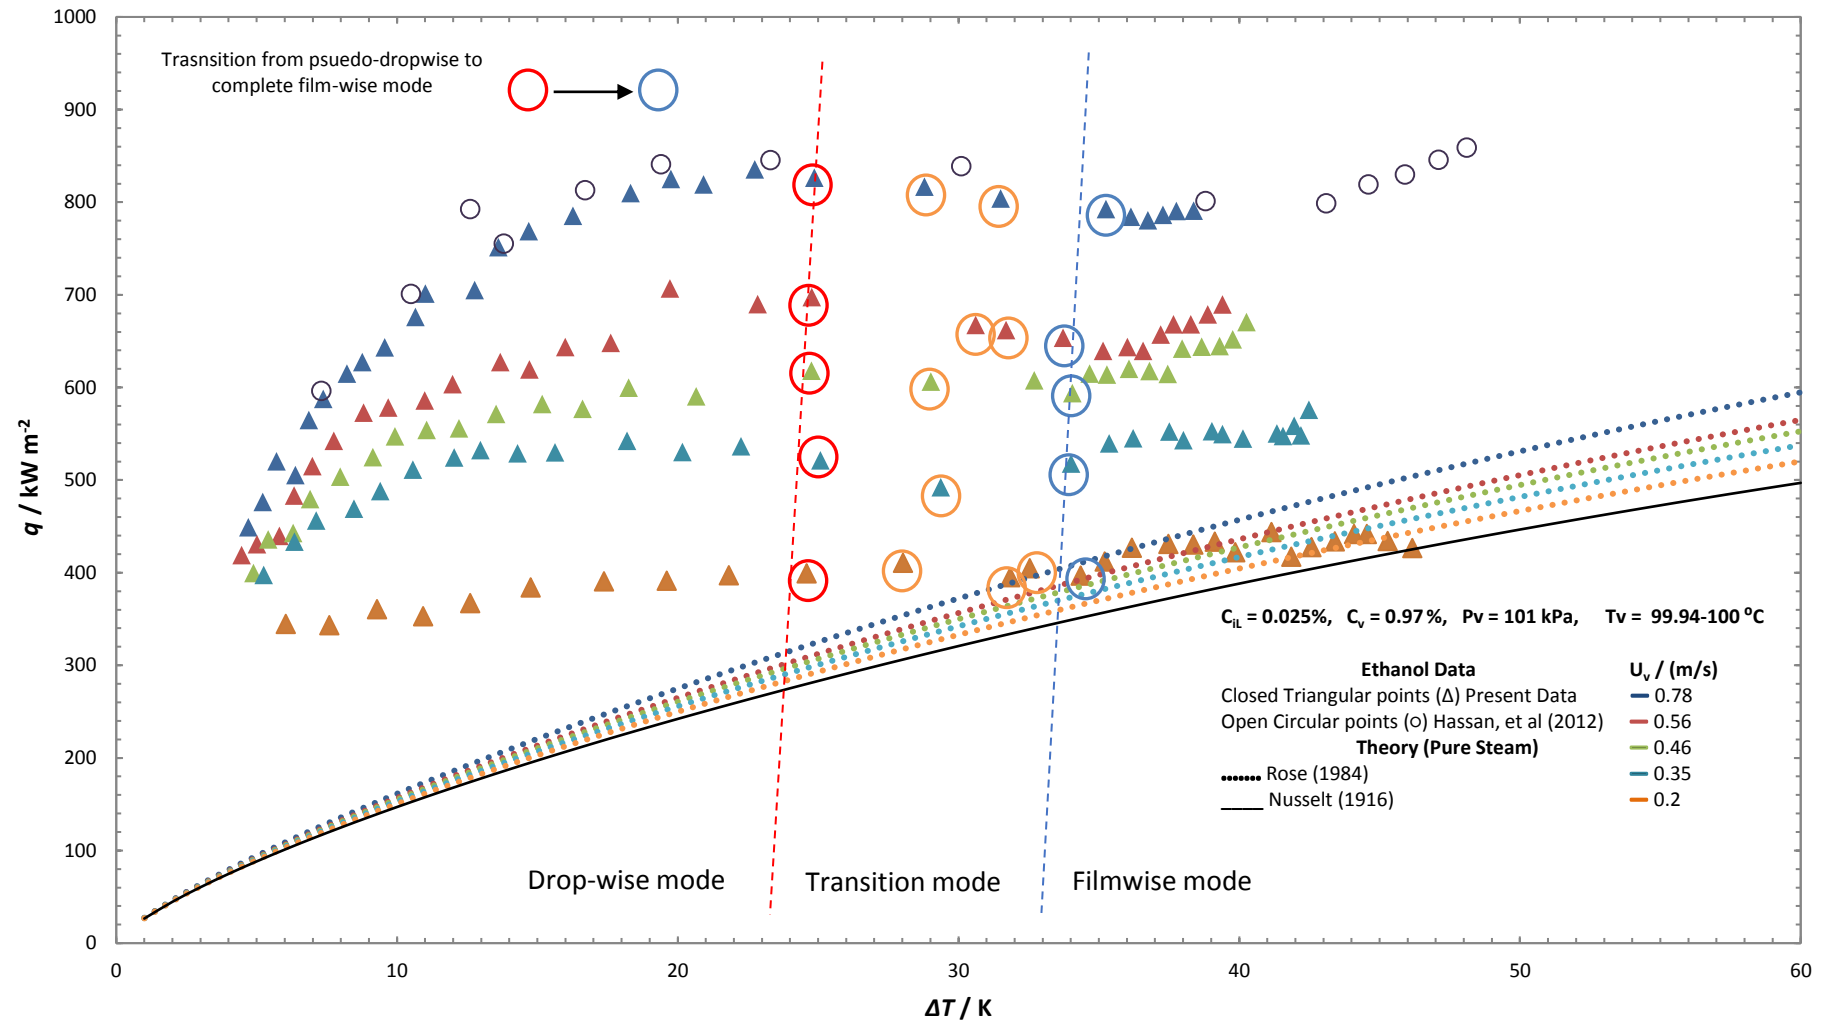 1000
900
800
700
600
500
400
300
200
100
0
q / kW m-2
Trasnsition from psuedo-dropwise to
complete film-wise mode
CiL = 0.025%, Cv = 0.97%, Pv = 101 kPa, Tv = 99.94-100 °C
Ethanol Data
Uv / (m/s)
Closed Triangular points (Δ) Present Data
0.78
Open Circular points (○) Hassan, et al (2012)
0.56
Theory (Pure Steam)
0.46
Rose (1984)
0.35
Nusselt (1916)
0.2
Drop-wise mode
Transition mode
Filmwise mode
0
10
20
30
40
50
60
ΔT / K